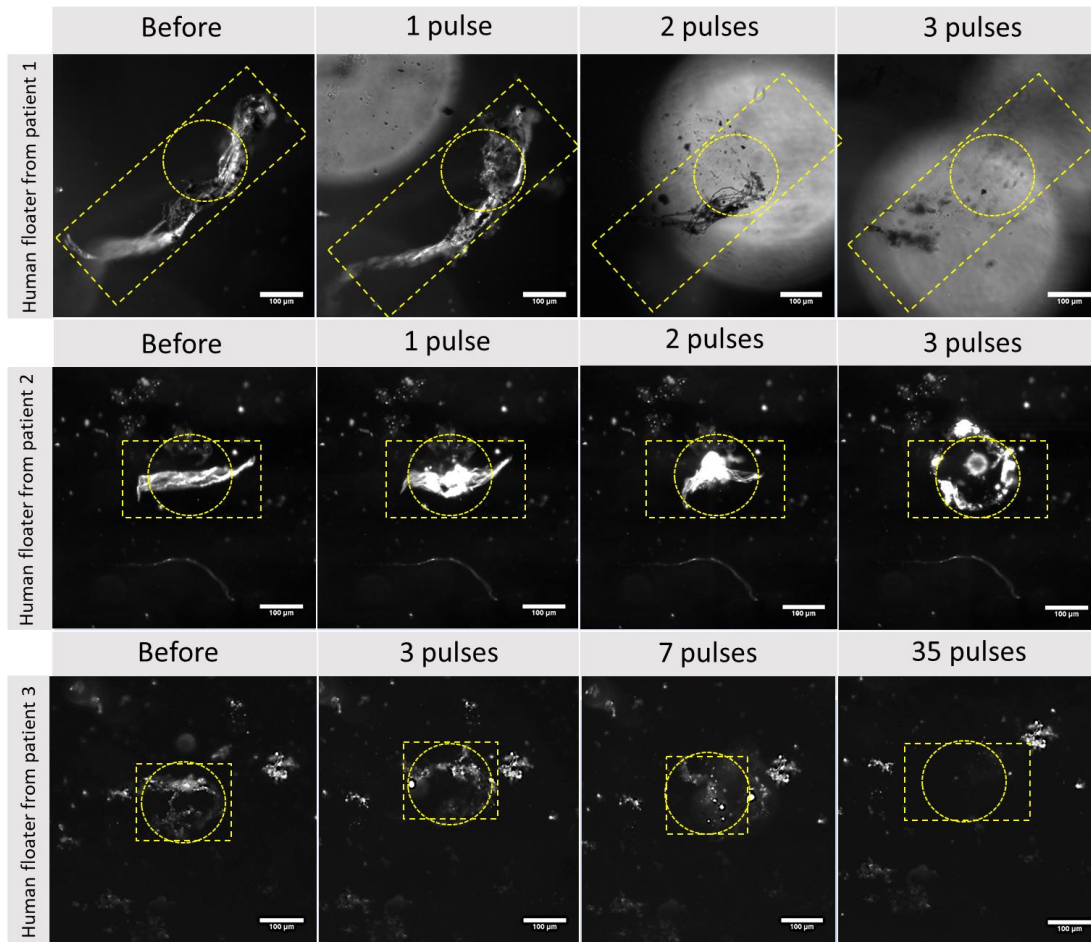 Before
1 pulse
2 pulses
3 pulses
Human floater from patient 1
100 µm
100 µm
100 µm
100 µm
Before
1 pulse
2 pulses
3 pulses
Human floater from patient 2
100 µm
100 µm
100 µm
100 µm
Before
3 pulses
7 pulses
35 pulses
Human floater from patient 3
100 µm
100 µm
100 µm
100 µm